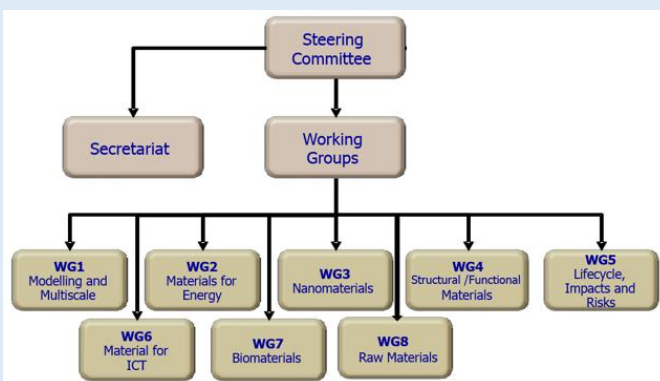 Steering
Committee
Secretariat
Working
Groups
WG1
Modelling and
Multiscale
WG2
Materials for
Energy
WG3
Nanomaterials
WG4
Structural /Functional
Materials
WG5
Lifecycle,
Impacts and
Risks
WG6
Material for
ICT
WG7
Biomaterials
WG8
Raw Materials